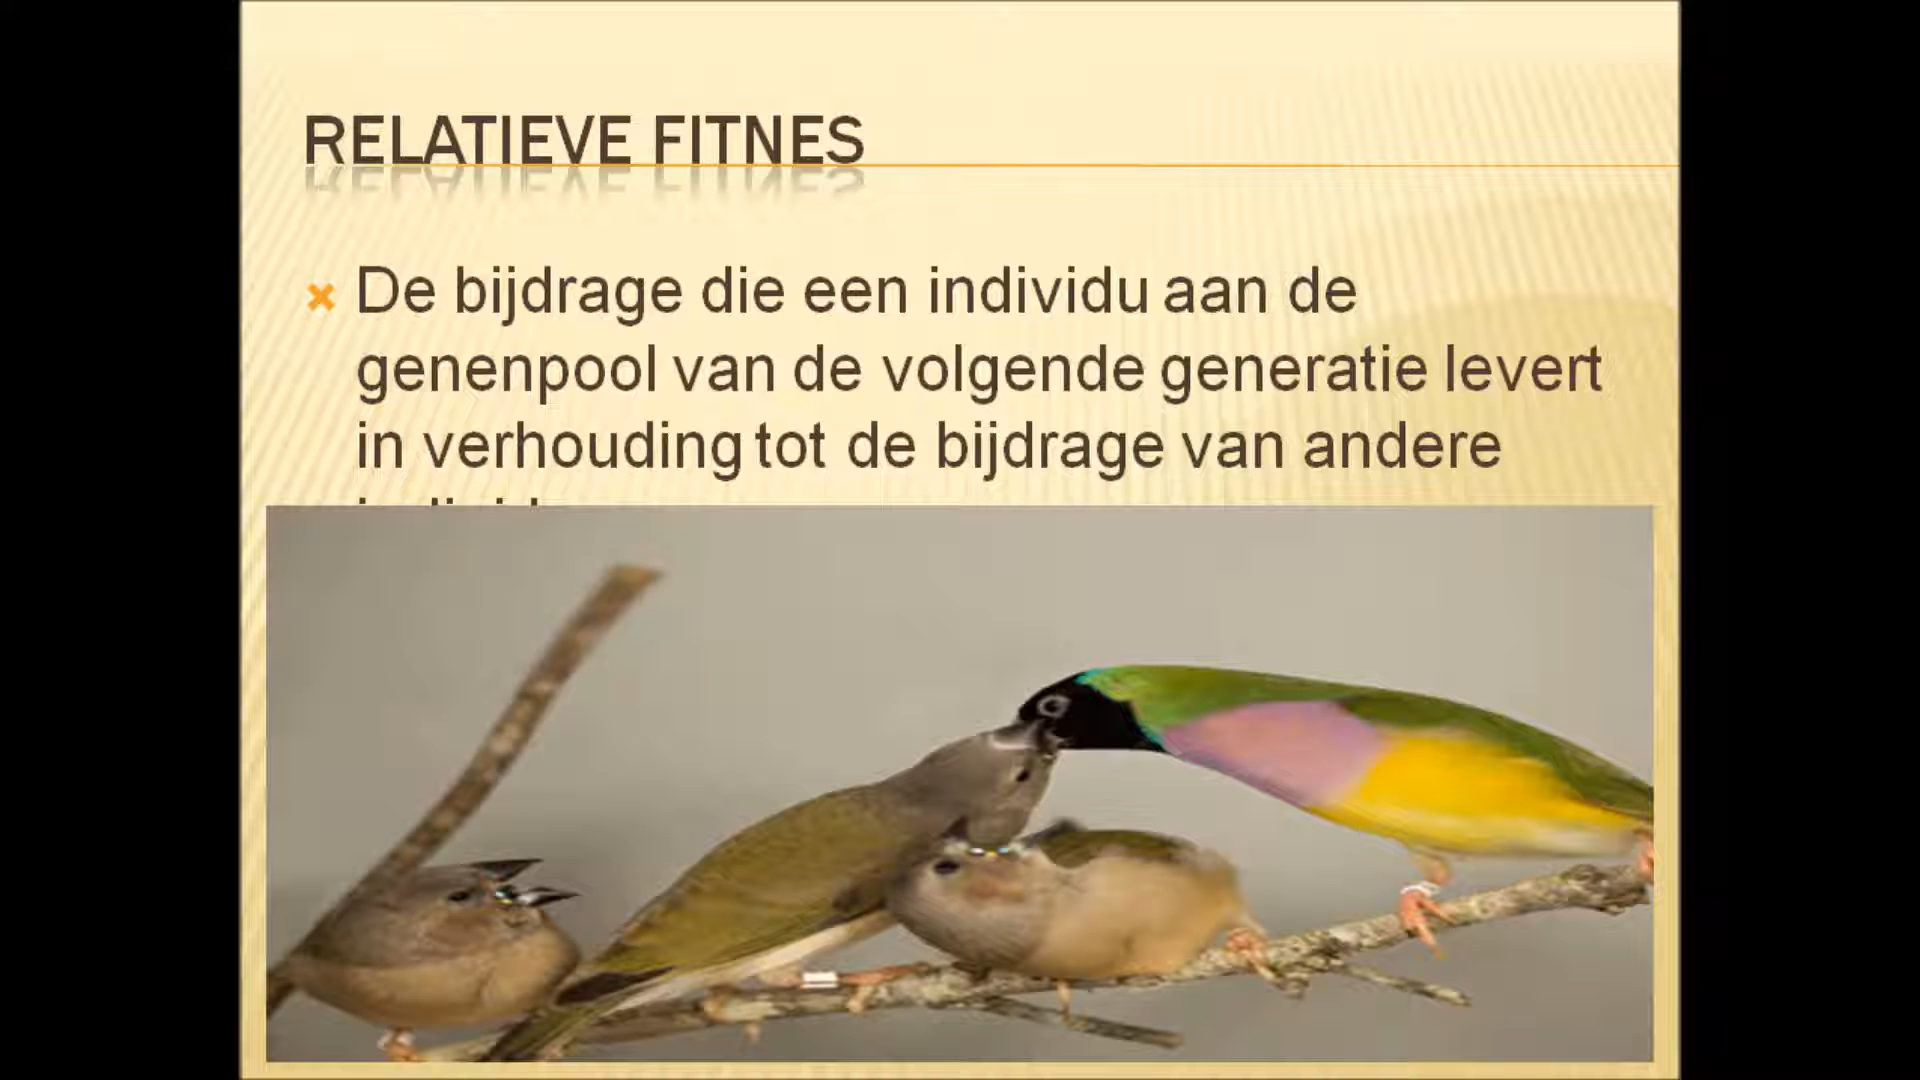 RELATIEVE FITNES
De bijdrage die een individu aan de
genenpool van de volgende generatie levert
in verhouding tot de bijdrage van andere